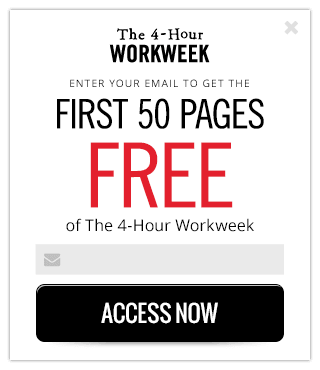 The 4-Hour
WORKWEEK
ENTER YOUR EMAIL TO GET THE
FIRST 50 PAGES
FREE
of The 4-Hour Workweek
ACCESS NOW